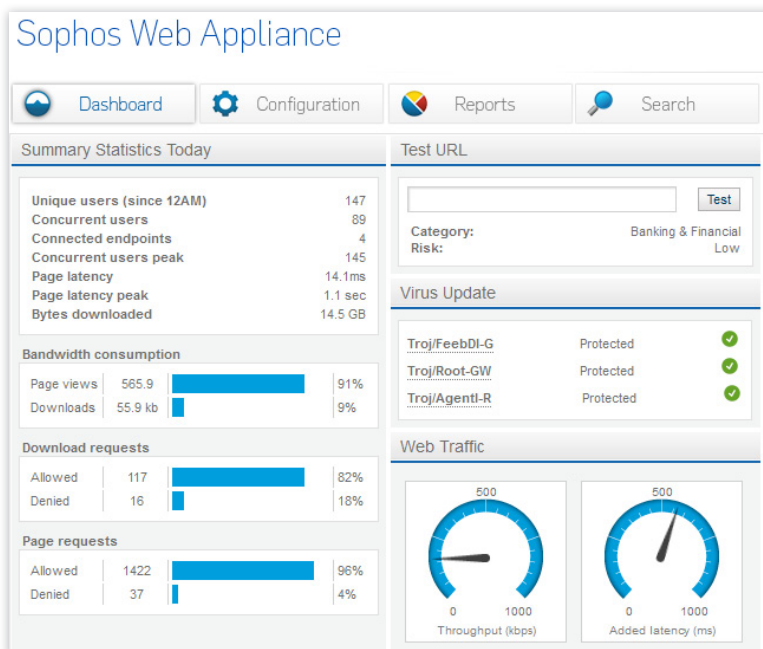 Sophos Web Appliance
Dashboard Configuration Reports Search
Summary Statistics Today
Unique users (since 12AM) 147
Concurrent users 89
Connected endpoints 4
Concurrent users peak 145
Page latency 14.1ms
Page latency peak 1.1 sec
Bytes downloaded 14.5 GB
Bandwidth consumption
Page views 565.9 91%
Downloads 55.9 kb 9%
Download requests
Allowed 117 82%
Denied 16 18%
Page requests
Allowed 1422 96%
Denied 37 4%
Test URL
Test
Category: Banking & Financial
Risk: Low
Virus Update
Troj/FeebDl-G Protected
Troj/Root-GW Protected
Troj/Agentl-R Protected
Web Traffic
500
0 1000
Throughput (kbps)
500
0 1000
Added latency (ms)